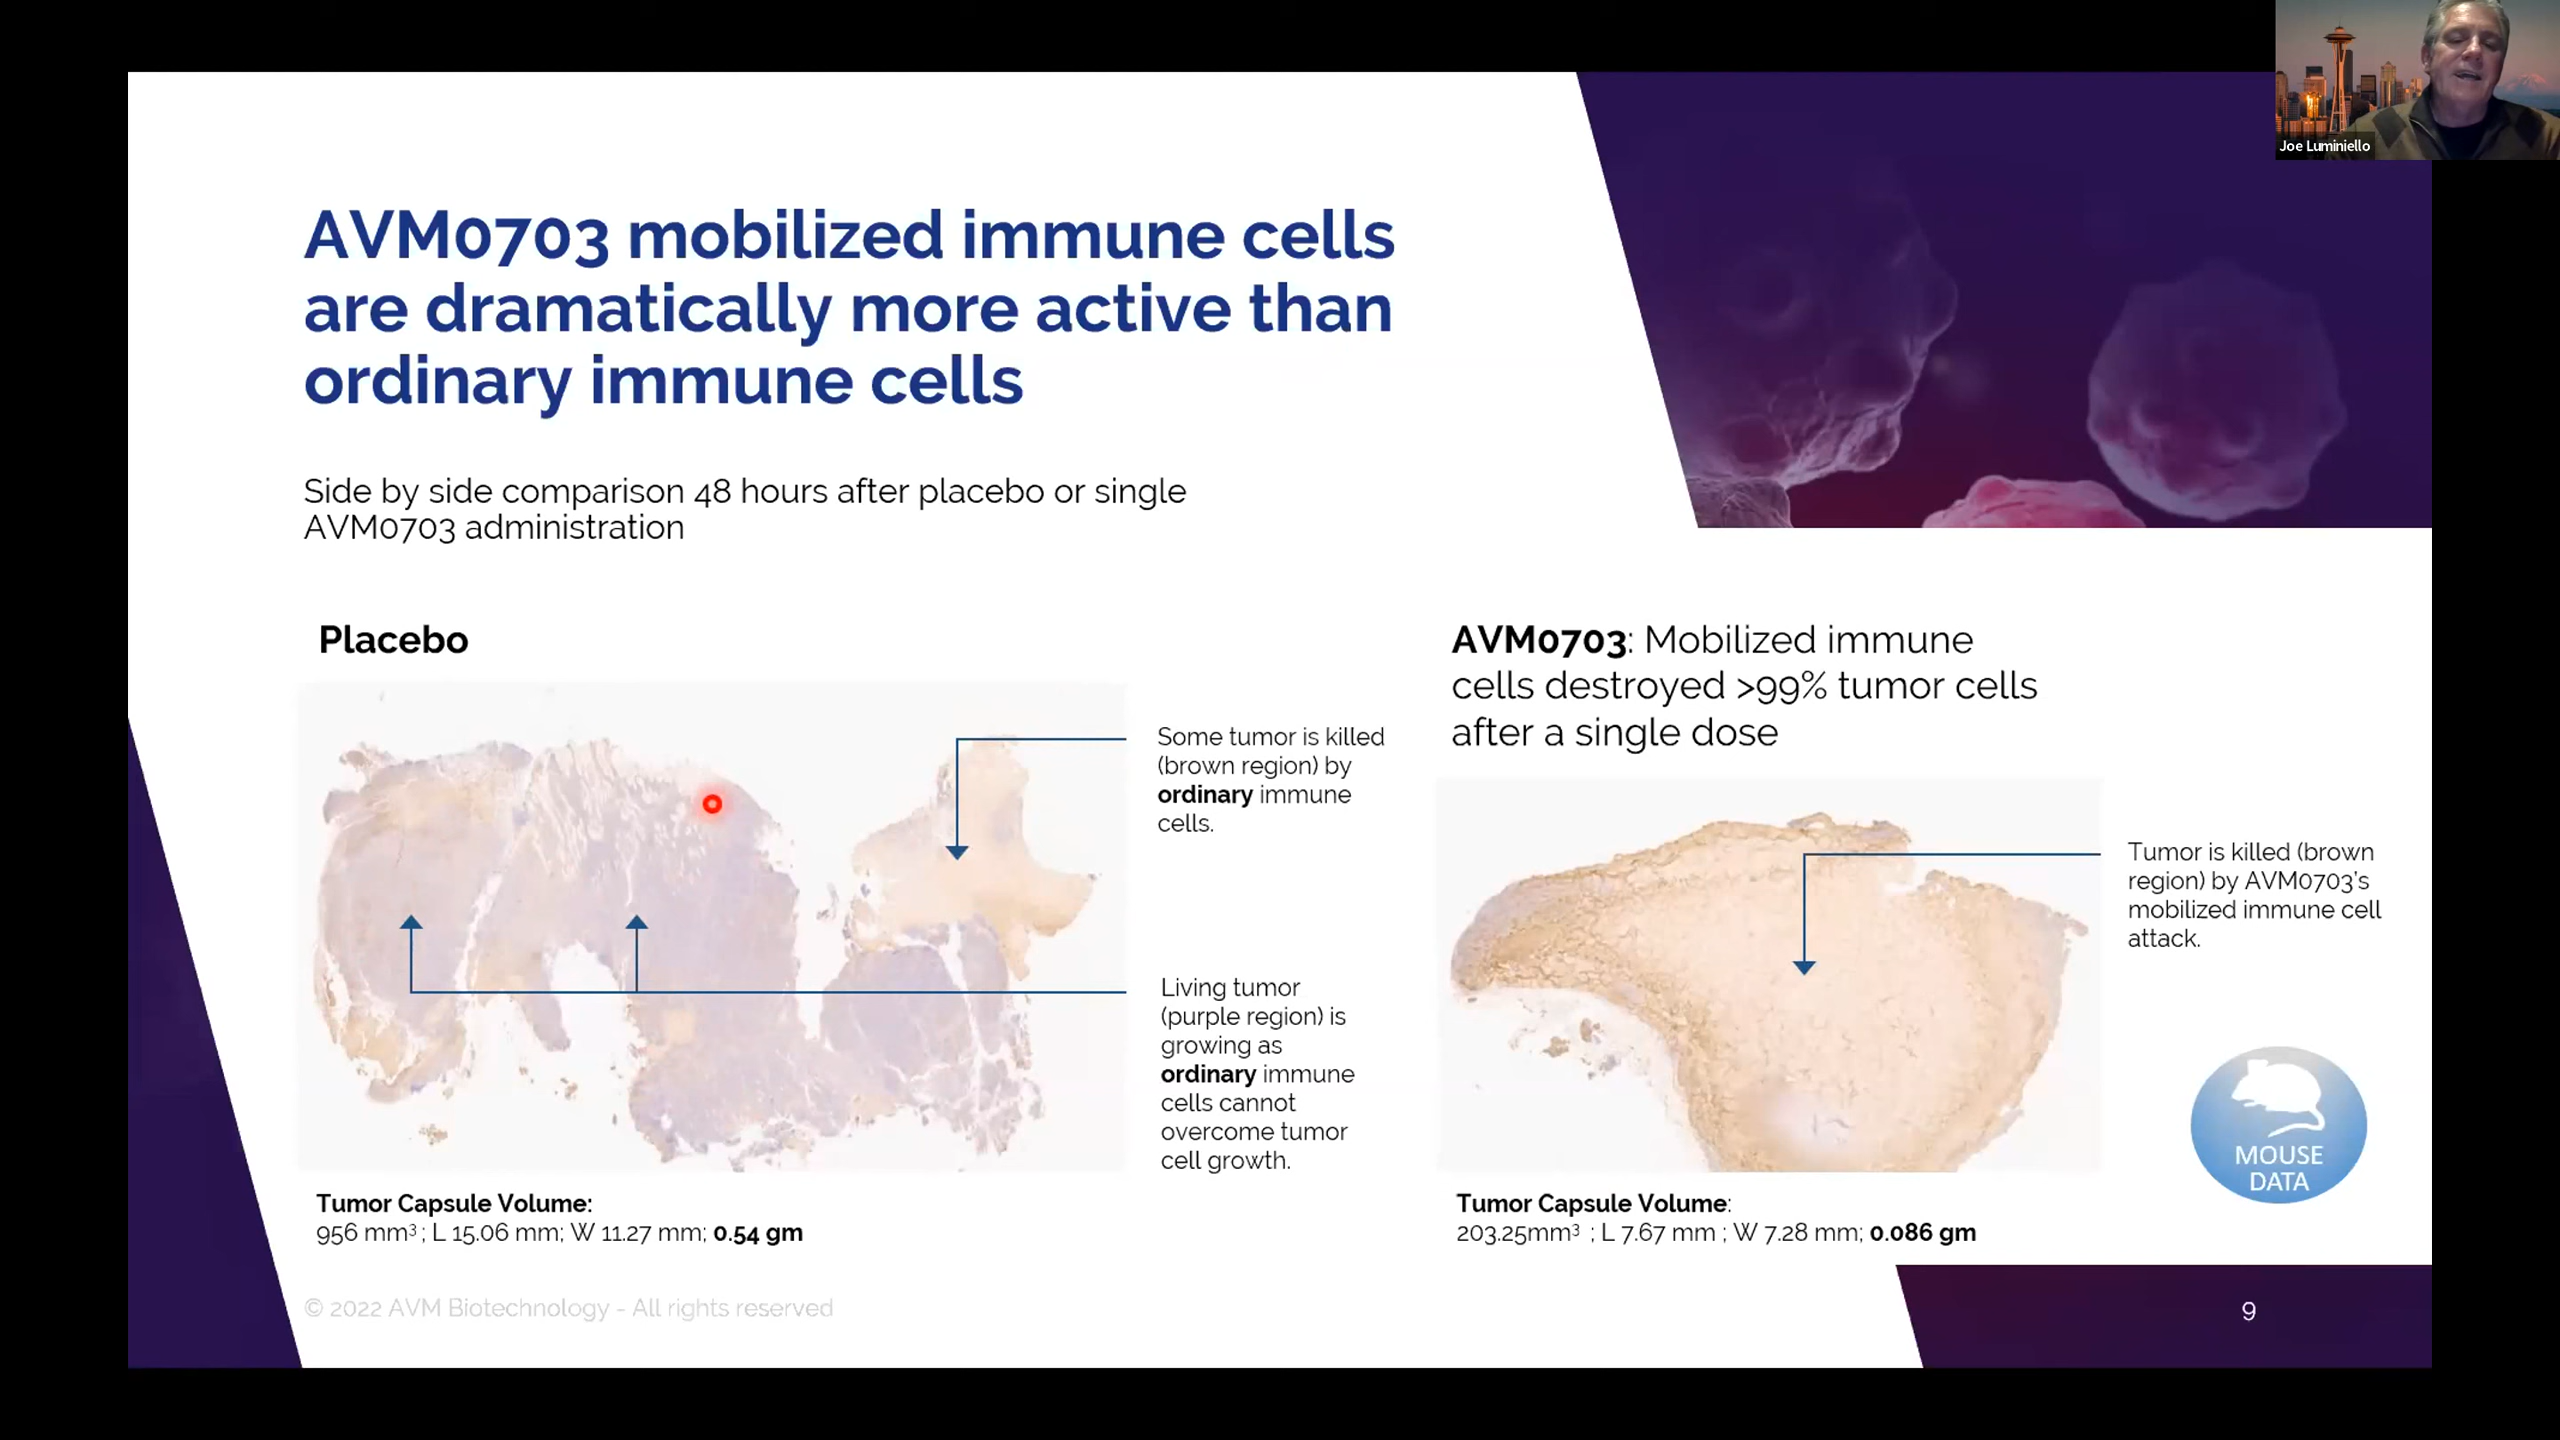 Joe Luminiello
AVM0703 mobilized immune cells
are dramatically more active than
ordinary immune cells
Side by side comparison 48 hours after placebo or single
AVM0703 administration
Placebo
Some tumor is killed
(brown region) by
ordinary immune
cells.
Living tumor
(purple region) is
growing as
ordinary immune
cells cannot
overcome tumor
cell growth.
Tumor Capsule Volume:
956 mm³ ; L 15.06 mm; W 11.27 mm; 0.54 gm
AVM0703: Mobilized immune
cells destroyed >99% tumor cells
after a single dose
Tumor is killed (brown
region) by AVM0703's
mobilized immune cell
attack.
MOUSE
DATA
Tumor Capsule Volume:
203.25mm³ ; L 7.67 mm ; W 7.28 mm; 0.086 gm
© 2022 AVM Biotechnology - All rights reserved
9